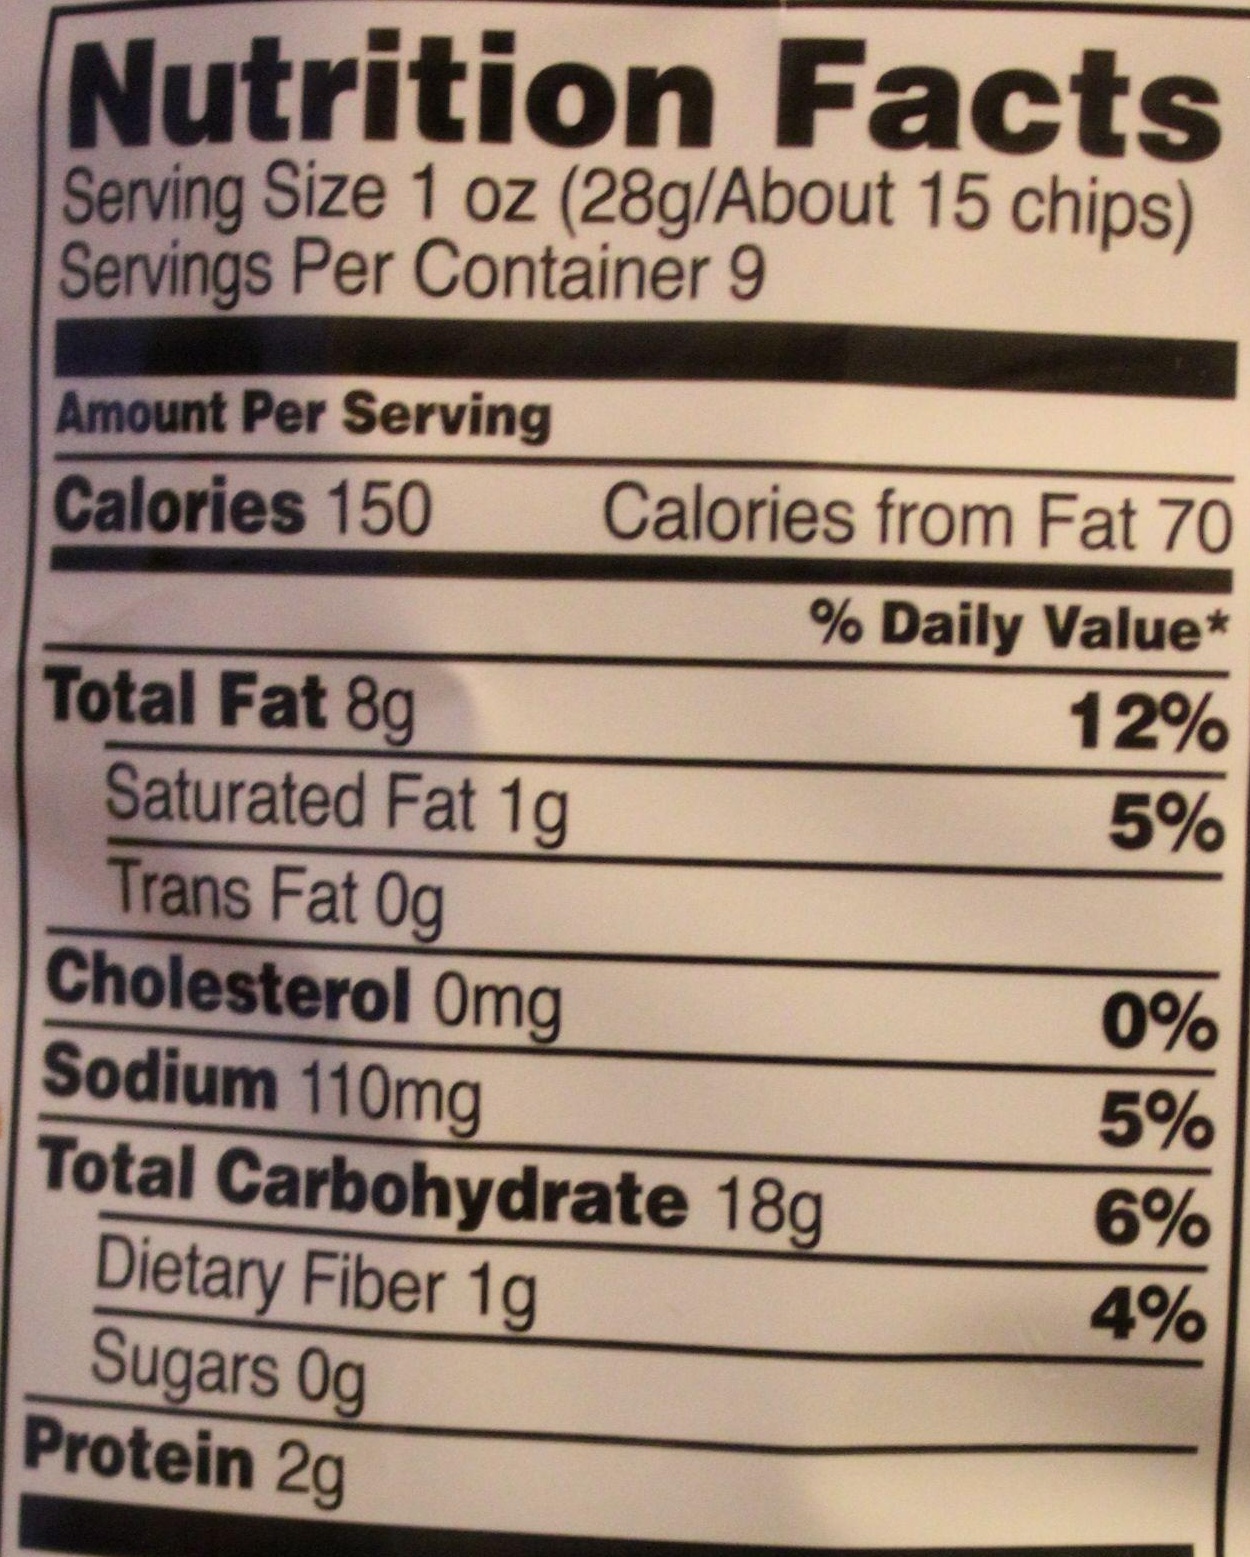 Nutrition Facts
Serving Size 1 oz (28g/About 15 chips)
Servings Per Container 9
Amount Per Serving
Calories 150 Calories from Fat 70
% Daily Value*
Total Fat 8g 12%
Saturated Fat 1g 5%
Trans Fat 0g
Cholesterol 0mg 0%
Sodium 110mg 5%
Total Carbohydrate 18g 6%
Dietary Fiber 1g 4%
Sugars 0g
Protein 2g